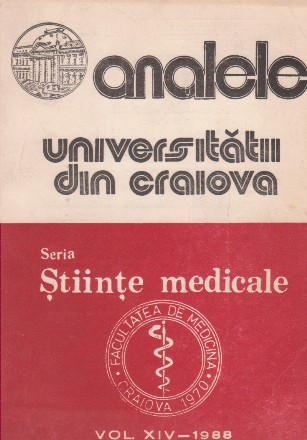 analele
universității
din craiova
Seria
Științe medicale
FACULTATEA DE MEDICINA
CRAIOVA 1970
VOL. XIV—1988